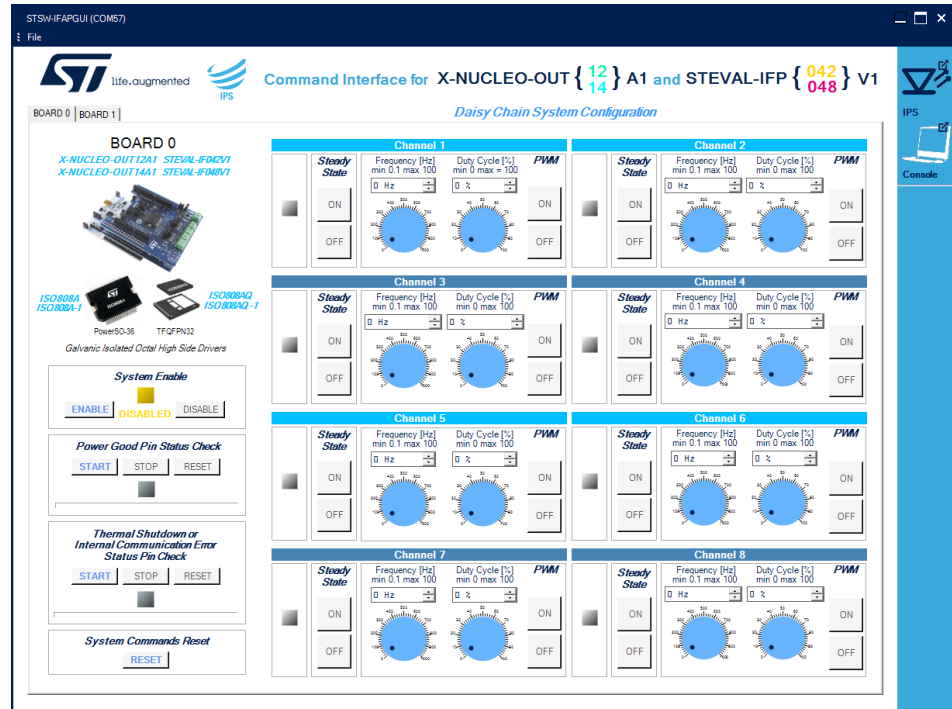 STSW-IFAPGUI (COM57)
File
life.augmented
IPS
Command Interface for X-NUCLEO-OUT { 12 14 } A1 and STEVAL-IFP { 042 048 } V1
IPS
Console
BOARD 0 BOARD 1
Daisy Chain System Configuration
BOARD 0
X-NUCLEO-OUT12A1 STEVAL-IF042V1
X-NUCLEO-OUT14A1 STEVAL-IF048V1
ISO808A
ISO808A-1
ISO808AQ
ISO808AQ -1
PowerSO-36 TFQFPN32
Galvanic Isolated Octal High Side Drivers
System Enable
ENABLE DISABLED DISABLE
Power Good Pin Status Check
START STOP RESET
Thermal Shutdown or
Internal Communication Error
Status Pin Check
START STOP RESET
System Commands Reset
RESET
Channel 1
Steady State
Frequency [Hz]
min 0.1 max 100
Duty Cycle [%]
min 0 max = 100
PWM
0 Hz 0 %
ON ON
OFF OFF
Channel 2
Steady State
Frequency [Hz]
min 0.1 max 100
Duty Cycle [%]
min 0 max 100
PWM
0 Hz 0 %
ON ON
OFF OFF
Channel 3
Steady State
Frequency [Hz]
min 0.1 max 100
Duty Cycle [%]
min 0 max 100
PWM
0 Hz 0 %
ON ON
OFF OFF
Channel 4
Steady State
Frequency [Hz]
min 0.1 max 100
Duty Cycle [%]
min 0 max 100
PWM
0 Hz 0 %
ON ON
OFF OFF
Channel 5
Steady State
Frequency [Hz]
min 0.1 max 100
Duty Cycle [%]
min 0 max 100
PWM
0 Hz 0 %
ON ON
OFF OFF
Channel 6
Steady State
Frequency [Hz]
min 0.1 max 100
Duty Cycle [%]
min 0 max 100
PWM
0 Hz 0 %
ON ON
OFF OFF
Channel 7
Steady State
Frequency [Hz]
min 0.1 max 100
Duty Cycle [%]
min 0 max 100
PWM
0 Hz 0 %
ON ON
OFF OFF
Channel 8
Steady State
Frequency [Hz]
min 0.1 max 100
Duty Cycle [%]
min 0 max 100
PWM
0 Hz 0 %
ON ON
OFF OFF